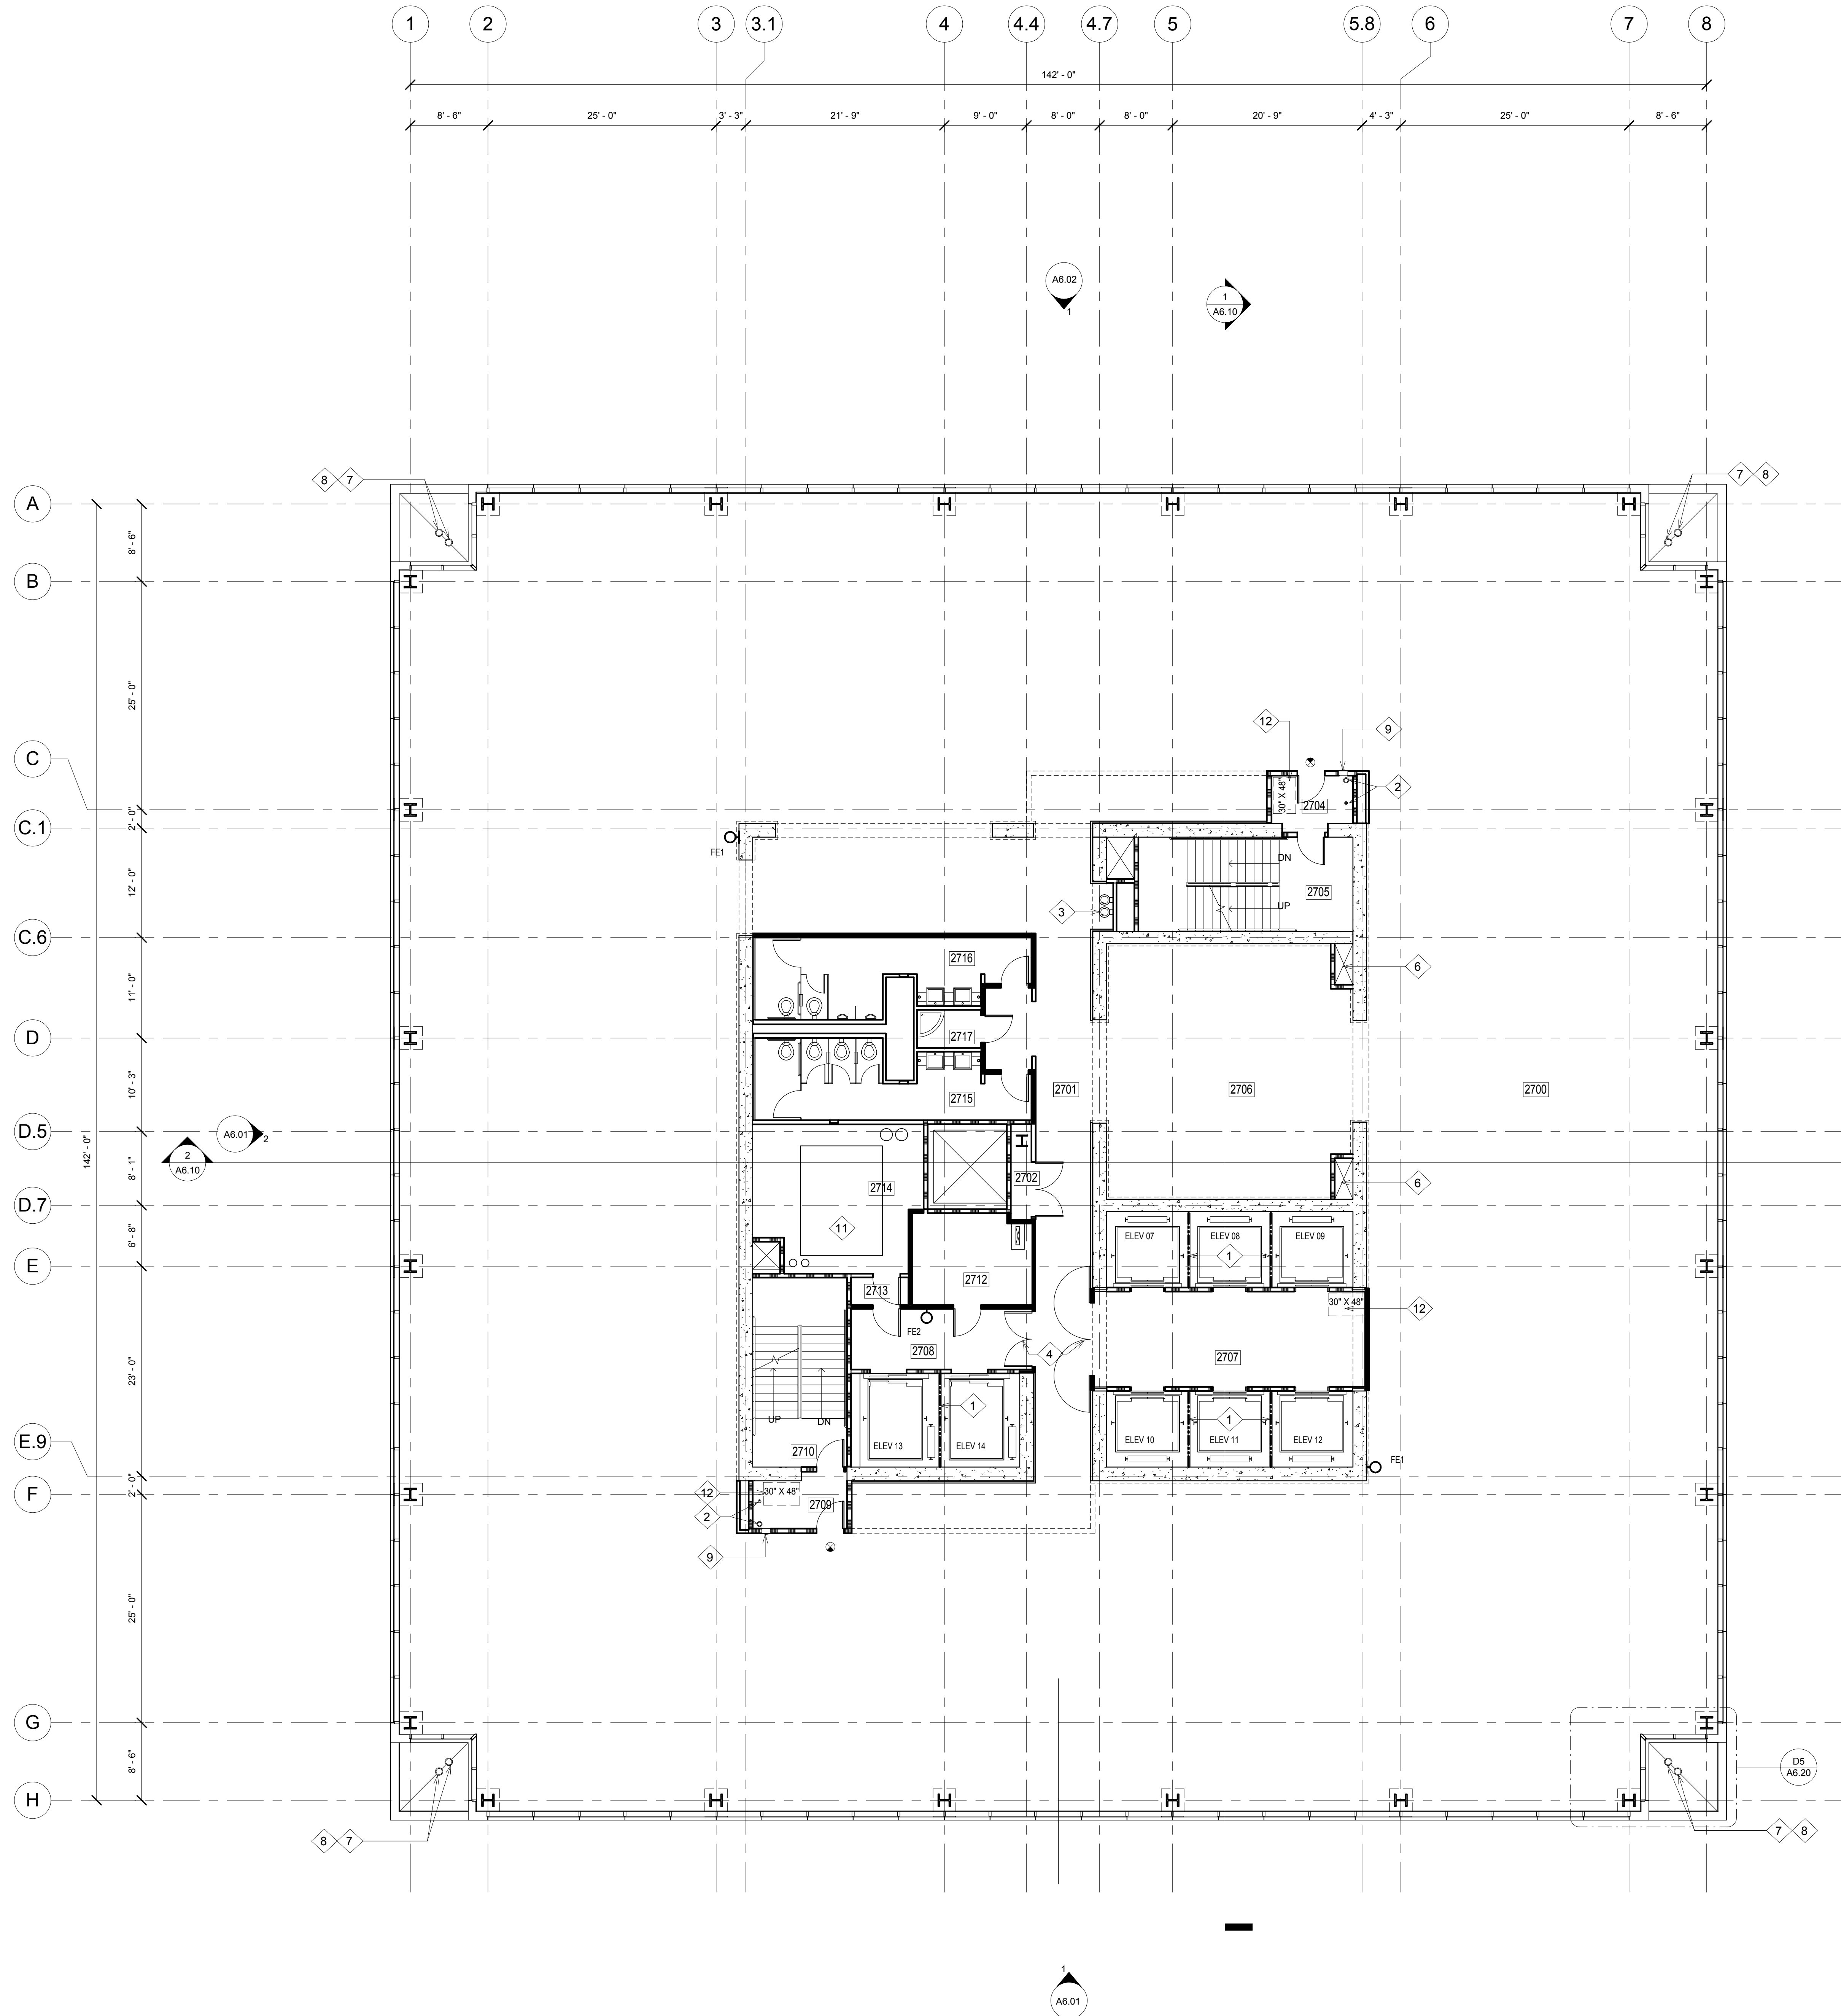 1 2 3 3.1 4 4.4 4.7 5 5.8 6 7 8
142' - 0"
8' - 6" 25' - 0" 3' - 3" 21' - 9" 9' - 0" 8' - 0" 8' - 0" 20' - 9" 4' - 3" 25' - 0" 8' - 6"
A6.02
1
1
A6.10
8 7
7 8
A
8' - 6"
B
25' - 0"
12
9
C
30" X 48"
2704
2
2' - 0"
C.1
FE1
DN
12' - 0"
2705
UP
3
C.6
2716
6
11' - 0"
D
2717
10' - 3"
2715
2701
2706
2700
D.5
A6.01
2
142' - 0"
2
A6.10
8' - 1"
2714
2702
6
D.7
11
ELEV 07
ELEV 08
ELEV 09
6' - 8"
1
E
2713
2712
30" X 48"
12
FE2
2708
4
2707
23' - 0"
1
1
UP
DN
ELEV 13
ELEV 14
ELEV 10
ELEV 11
ELEV 12
2710
E.9
FE1
2' - 0"
F
12
30" X 48"
2709
2
9
25' - 0"
G
8' - 6"
D5
A6.20
H
8 7
7 8
1
A6.01